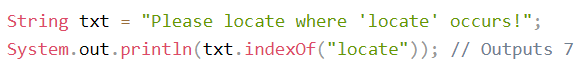 String txt = "Please locate where 'locate' occurs!";
System.out.println(txt.indexOf("locate")); // Outputs 7